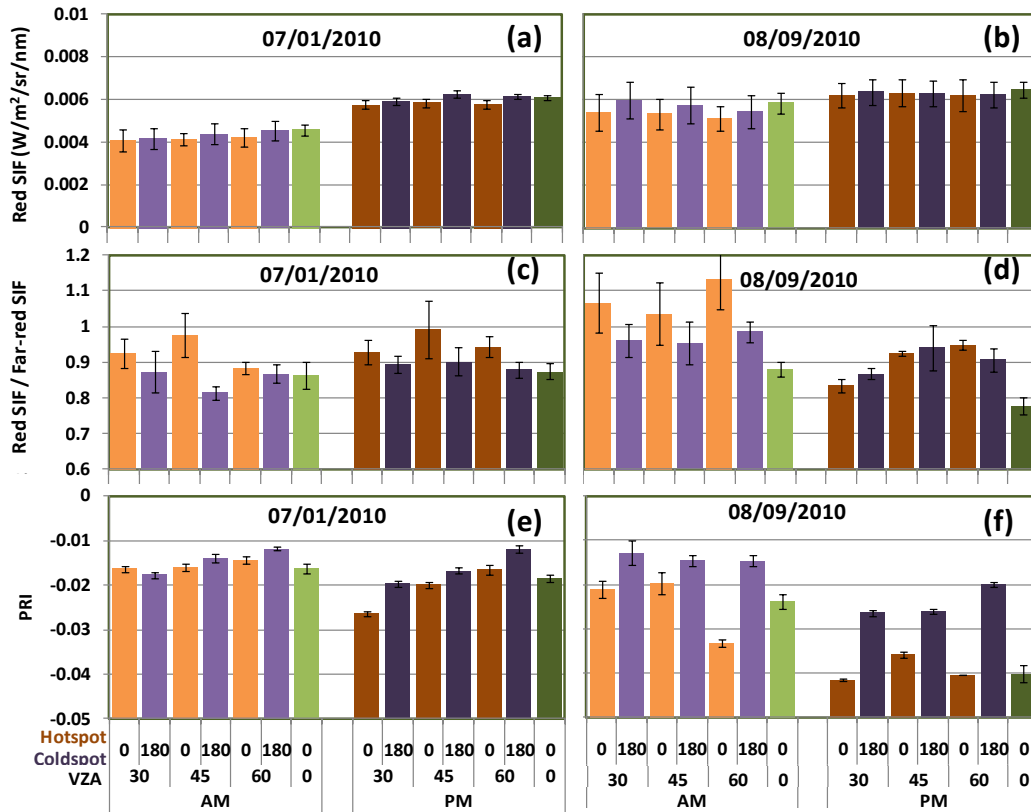 0.01
0.008
0.006
0.004
0.002
0
Red SIF (W/m²/sr/nm)
07/01/2010 (a)
08/09/2010 (b)
1.2
1.1
1
0.9
0.8
0.7
0.6
Red SIF / Far-red SIF
07/01/2010 (c)
08/09/2010 (d)
0
-0.01
-0.02
-0.03
-0.04
-0.05
PRI
07/01/2010 (e)
08/09/2010 (f)
Hotspot
Coldspot
0 180 0 180 0 180 0 0 180 0 180 0 180 0 0 180 0 180 0 180 0 0 180 0 180 0 180 0
VZA 30 45 60 0 30 45 60 0 30 45 60 0 30 45 60 0
AM PM AM PM